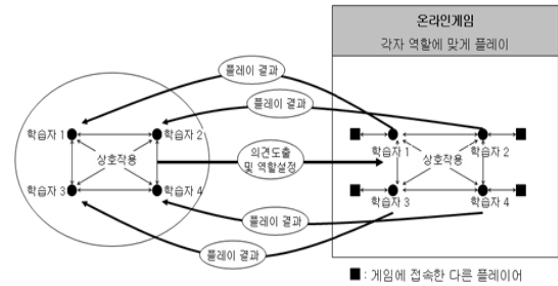 온라인게임
각자 역할에 맞게 플레이
플레이 결과
플레이 결과
학습자 1
학습자 2
상호작용
학습자 3
학습자 4
의견도출
및 역할설정
학습자 1
학습자 2
상호작용
학습자 3
학습자 4
플레이 결과
플레이 결과
■ : 게임에 접속한 다른 플레이어